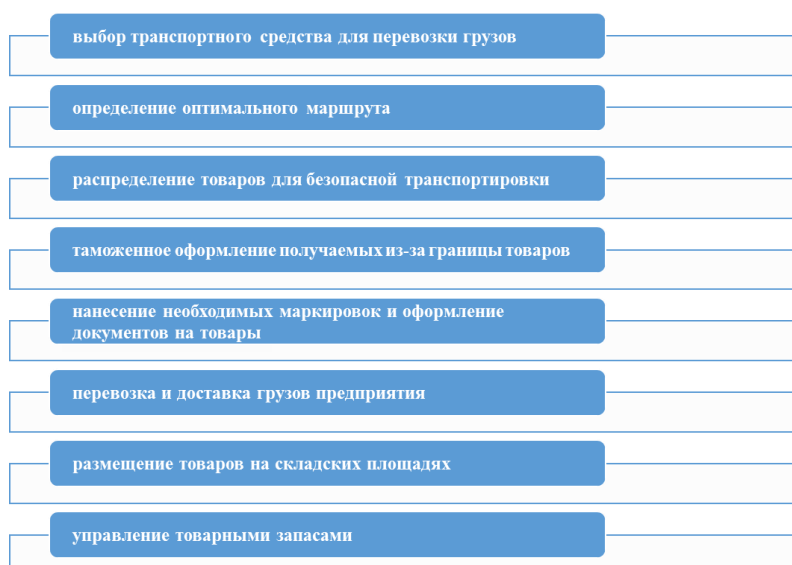 выбор транспортного средства для перевозки грузов
определение оптимального маршрута
распределение товаров для безопасной транспортировки
таможенное оформление получаемых из-за границы товаров
нанесение необходимых маркировок и оформление
документов на товары
перевозка и доставка грузов предприятия
размещение товаров на складских площадях
управление товарными запасами